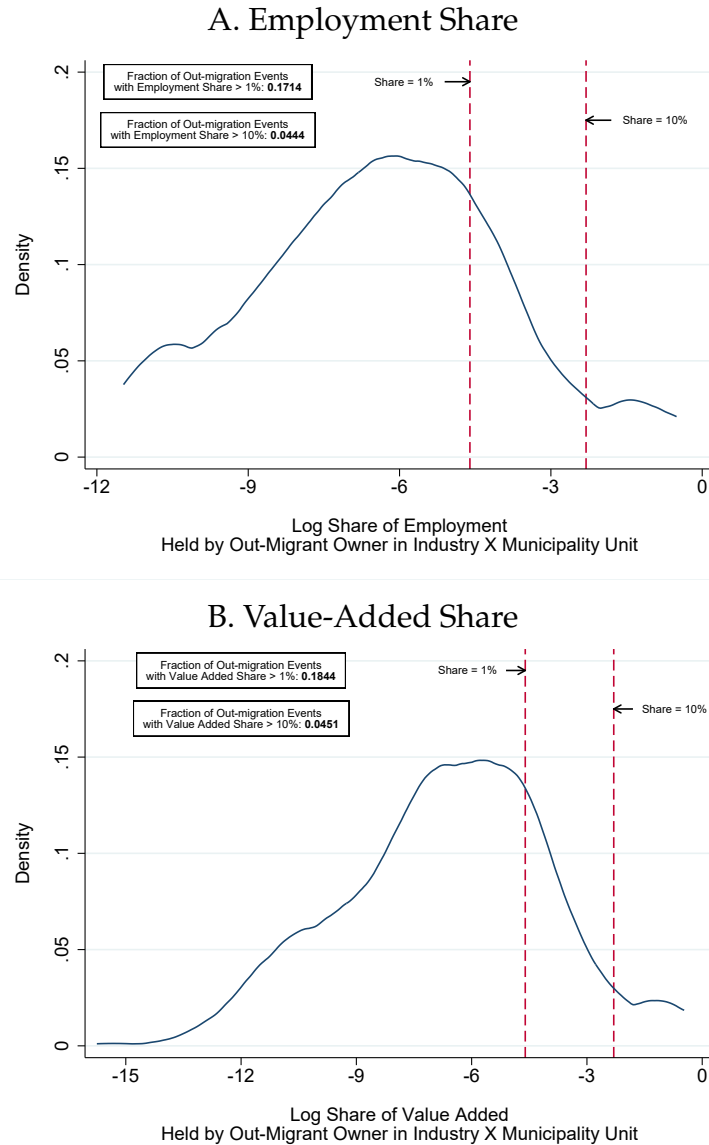 A. Employment Share
Fraction of Out-migration Events
with Employment Share > 1%: 0.1714
Fraction of Out-migration Events
with Employment Share > 10%: 0.0444
Share = 1%
Share = 10%
.2
.15
.1
.05
0
Density
-12
-9
-6
-3
0
Log Share of Employment
Held by Out-Migrant Owner in Industry X Municipality Unit
B. Value-Added Share
Fraction of Out-migration Events
with Value Added Share > 1%: 0.1844
Fraction of Out-migration Events
with Value Added Share > 10%: 0.0451
Share = 1%
Share = 10%
.2
.15
.1
.05
0
Density
-15
-12
-9
-6
-3
0
Log Share of Value Added
Held by Out-Migrant Owner in Industry X Municipality Unit